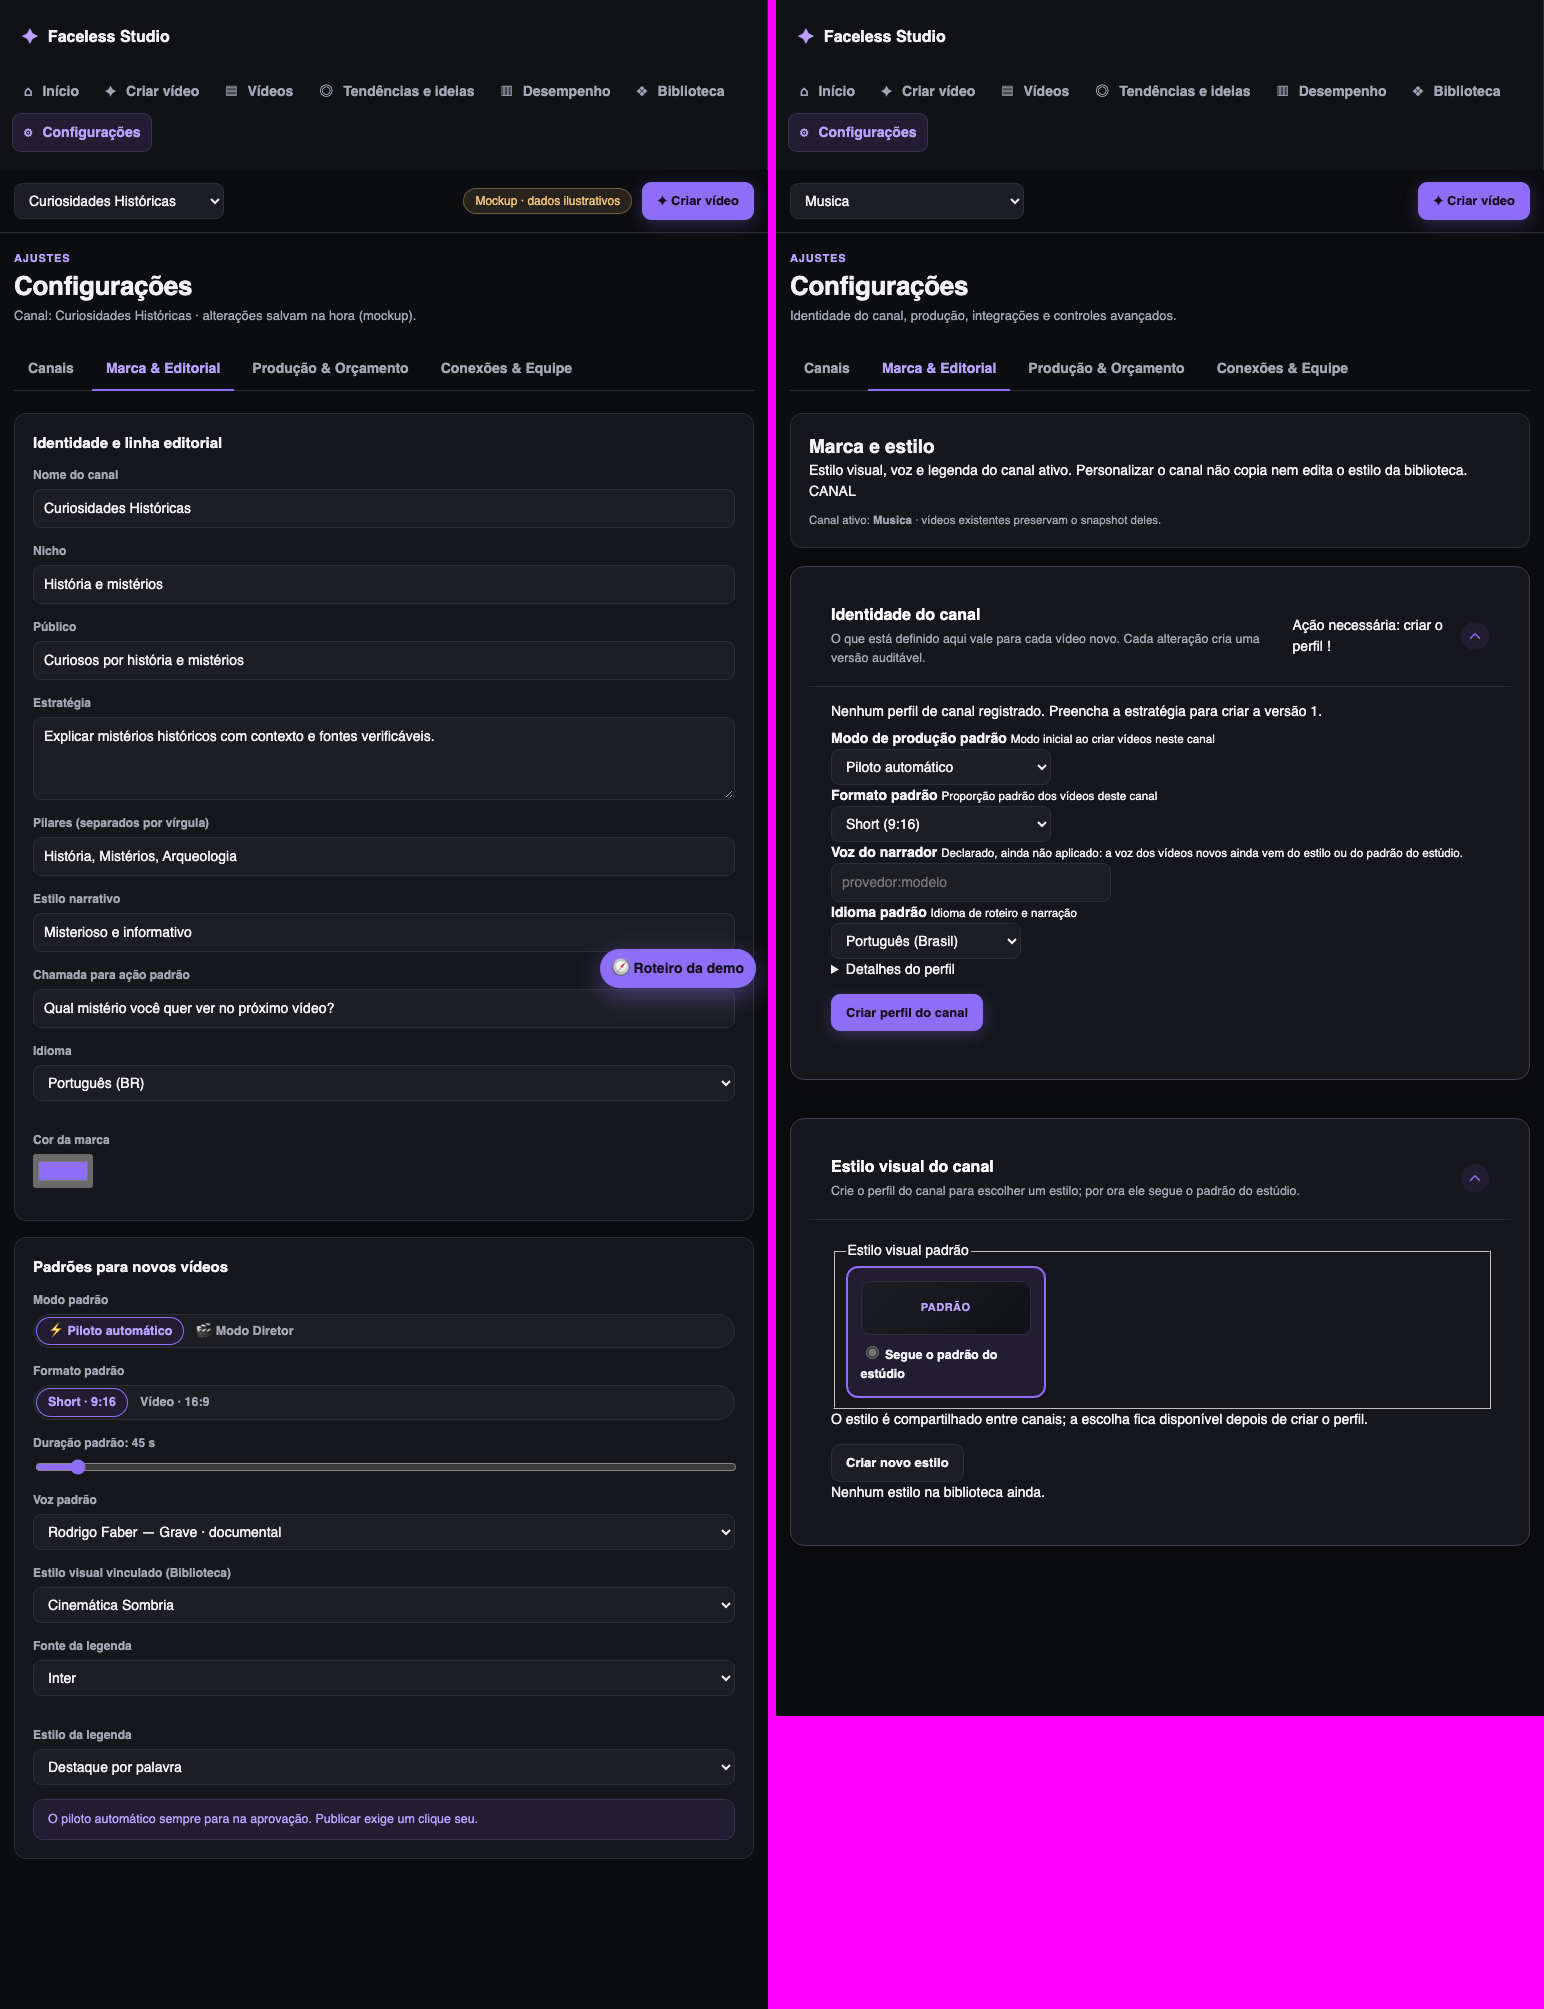 Faceless Studio
Início
Criar vídeo
Vídeos
Tendências e ideias
Desempenho
Biblioteca
Configurações
Curiosidades Históricas
Mockup · dados ilustrativos
✦ Criar vídeo
AJUSTES
Configurações
Canal: Curiosidades Históricas · alterações salvam na hora (mockup).
Canais
Marca & Editorial
Produção & Orçamento
Conexões & Equipe
Identidade e linha editorial
Nome do canal
Curiosidades Históricas
Nicho
História e mistérios
Público
Curiosos por história e mistérios
Estratégia
Explicar mistérios históricos com contexto e fontes verificáveis.
Pilares (separados por vírgula)
História, Mistérios, Arqueologia
Estilo narrativo
Misterioso e informativo
Chamada para ação padrão
Roteiro da demo
Qual mistério você quer ver no próximo vídeo?
Idioma
Português (BR)
Cor da marca
Padrões para novos vídeos
Modo padrão
⚡ Piloto automático
🎬 Modo Diretor
Formato padrão
Short · 9:16
Vídeo · 16:9
Duração padrão: 45 s
Voz padrão
Rodrigo Faber — Grave · documental
Estilo visual vinculado (Biblioteca)
Cinemática Sombria
Fonte da legenda
Inter
Estilo da legenda
Destaque por palavra
O piloto automático sempre para na aprovação. Publicar exige um clique seu.
Faceless Studio
Início
Criar vídeo
Vídeos
Tendências e ideias
Desempenho
Biblioteca
Configurações
Musica
✦ Criar vídeo
AJUSTES
Configurações
Identidade do canal, produção, integrações e controles avançados.
Canais
Marca & Editorial
Produção & Orçamento
Conexões & Equipe
Marca e estilo
Estilo visual, voz e legenda do canal ativo. Personalizar o canal não copia nem edita o estilo da biblioteca.
CANAL
Canal ativo: Musica · vídeos existentes preservam o snapshot deles.
Identidade do canal
O que está definido aqui vale para cada vídeo novo. Cada alteração cria uma
versão auditável.
Ação necessária: criar o
perfil !
Nenhum perfil de canal registrado. Preencha a estratégia para criar a versão 1.
Modo de produção padrão Modo inicial ao criar vídeos neste canal
Piloto automático
Formato padrão Proporção padrão dos vídeos deste canal
Short (9:16)
Voz do narrador Declarado, ainda não aplicado: a voz dos vídeos novos ainda vem do estilo ou do padrão do estúdio.
provedor:modelo
Idioma padrão Idioma de roteiro e narração
Português (Brasil)
Detalhes do perfil
Criar perfil do canal
Estilo visual do canal
Crie o perfil do canal para escolher um estilo; por ora ele segue o padrão do estúdio.
Estilo visual padrão
PADRÃO
Segue o padrão do
estúdio
O estilo é compartilhado entre canais; a escolha fica disponível depois de criar o perfil.
Criar novo estilo
Nenhum estilo na biblioteca ainda.